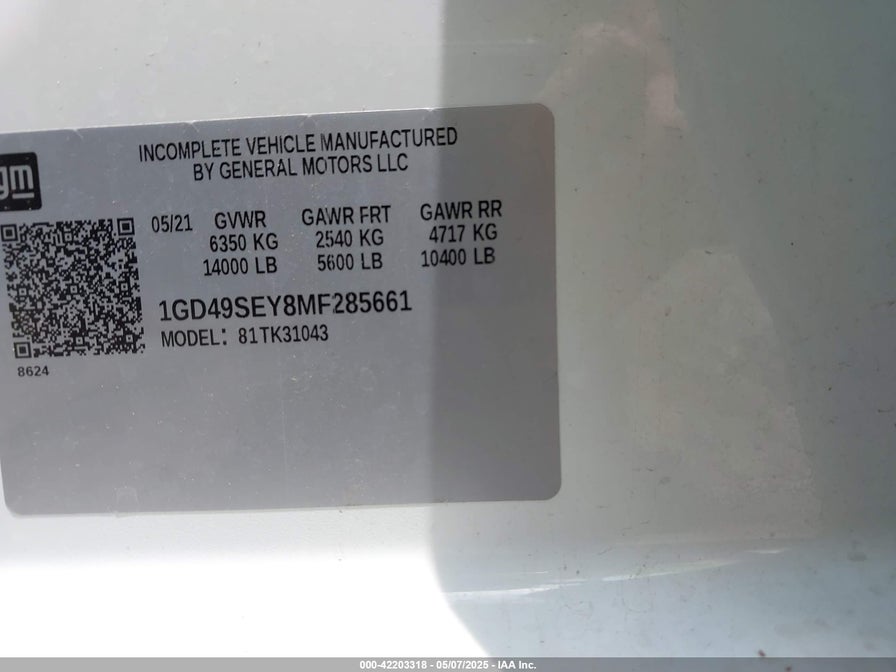 INCOMPLETE VEHICLE MANUFACTURED
BY GENERAL MOTORS LLC
gm
05/21 GVWR GAWR FRT GAWR RR
6350 KG 2540 KG 4717 KG
14000 LB 5600 LB 10400 LB
1GD49SEY8MF285661
MODEL: 81TK31043
8624
000-42203318 - 05/07/2025 - IAA Inc.